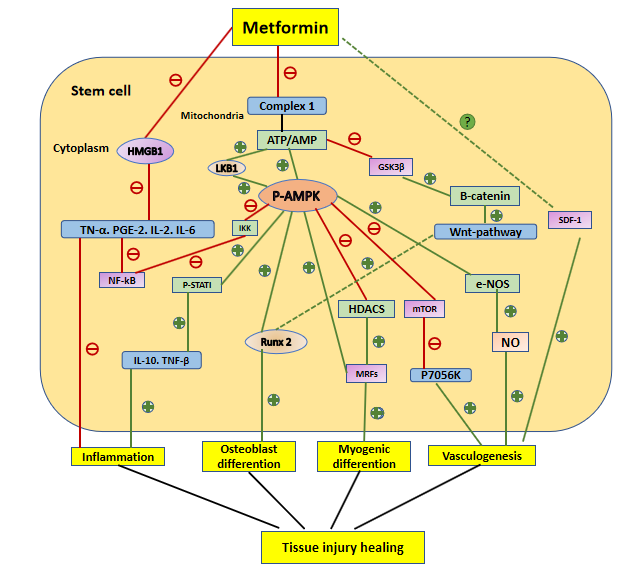 Metformin
Stem cell
Complex 1
Mitochondria
?
Cytoplasm
HMGB1
ATP/AMP
LKB1
GSK3β
P-AMPK
B-catenin
SDF-1
TN-α. PGE-2. IL-2. IL-6
IKK
Wnt-pathway
NF-kB
P-STATI
e-NOS
HDACS
mTOR
Runx 2
NO
IL-10. TNF-β
MRFs
P7056K
Inflammation
Osteoblast
differention
Myogenic
differention
Vasculogenesis
Tissue injury healing